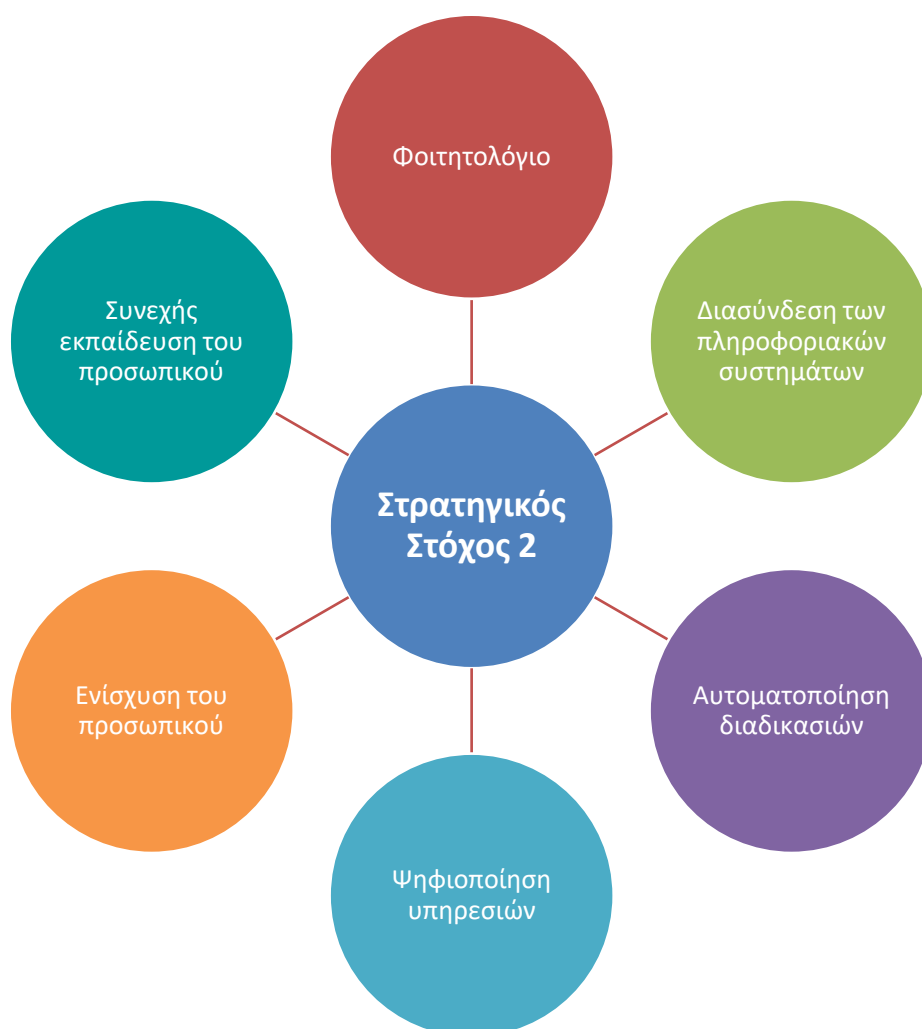 Φοιτητολόγιο
Διασύνδεση των
πληροφοριακών
συστημάτων
Αυτοματοποίηση
διαδικασιών
Ψηφιοποίηση
υπηρεσιών
Ενίσχυση του
προσωπικού
Συνεχής
εκπαίδευση του
προσωπικού
Στρατηγικός
Στόχος 2